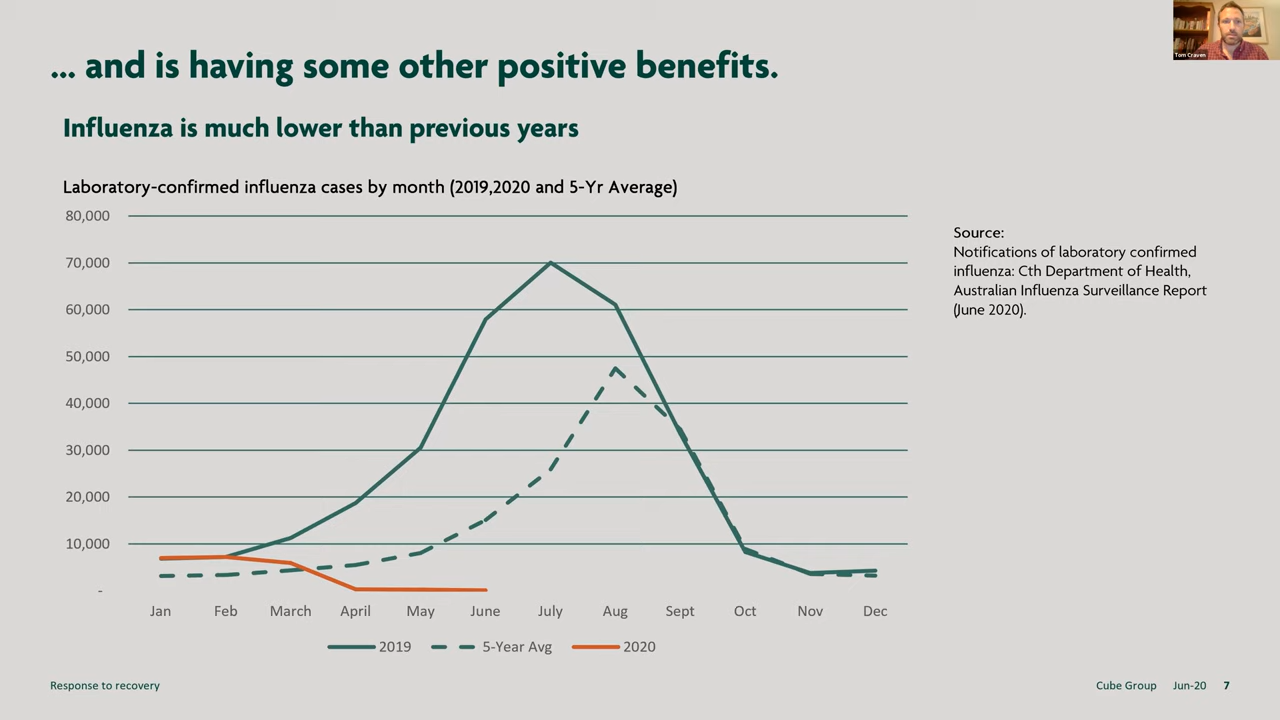 ... and is having some other positive benefits.
Tom Craven
Influenza is much lower than previous years
Laboratory-confirmed influenza cases by month (2019,2020 and 5-Yr Average)
80,000
70,000
60,000
50,000
40,000
30,000
20,000
10,000
-
Jan Feb March April May June July Aug Sept Oct Nov Dec
2019 5-Year Avg 2020
Source:
Notifications of laboratory confirmed
influenza: Cth Department of Health,
Australian Influenza Surveillance Report
(June 2020).
Response to recovery
Cube Group Jun-20 7